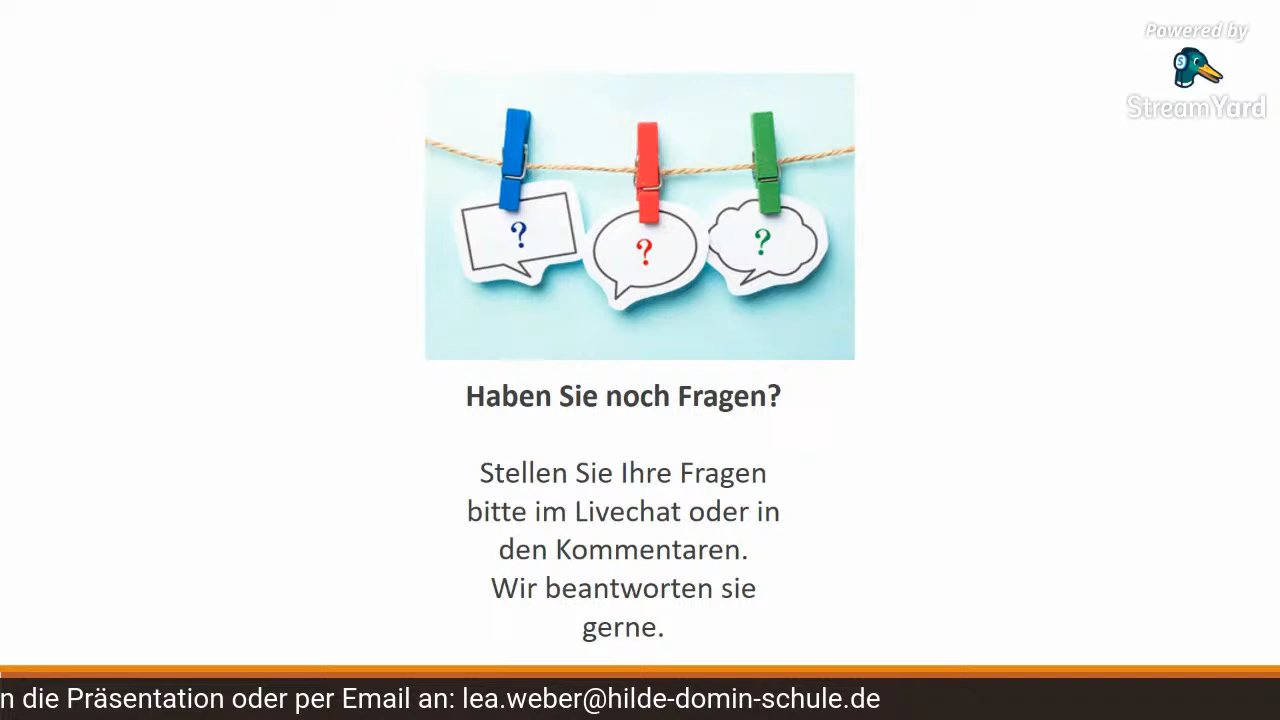 Powered by
S
StreamYard
?
?
?
Haben Sie noch Fragen?
Stellen Sie Ihre Fragen
bitte im Livechat oder in
den Kommentaren.
Wir beantworten sie
gerne.
n die Präsentation oder per Email an: lea.weber@hilde-domin-schule.de